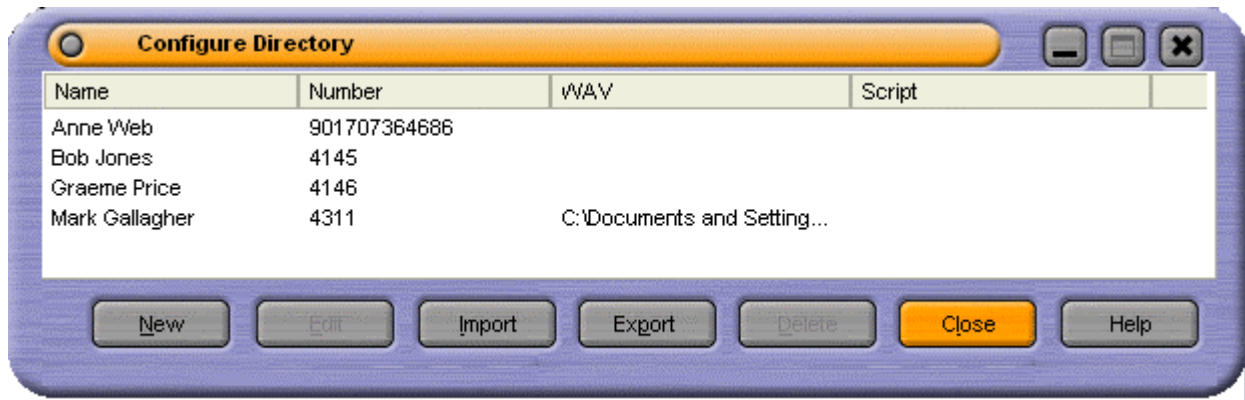 Configure Directory
Name Number WAV Script
Anne Web 901707364686
Bob Jones 4145
Graeme Price 4146
Mark Gallagher 4311 C:\Documents and Setting...
New Edit Import Export Delete Close Help